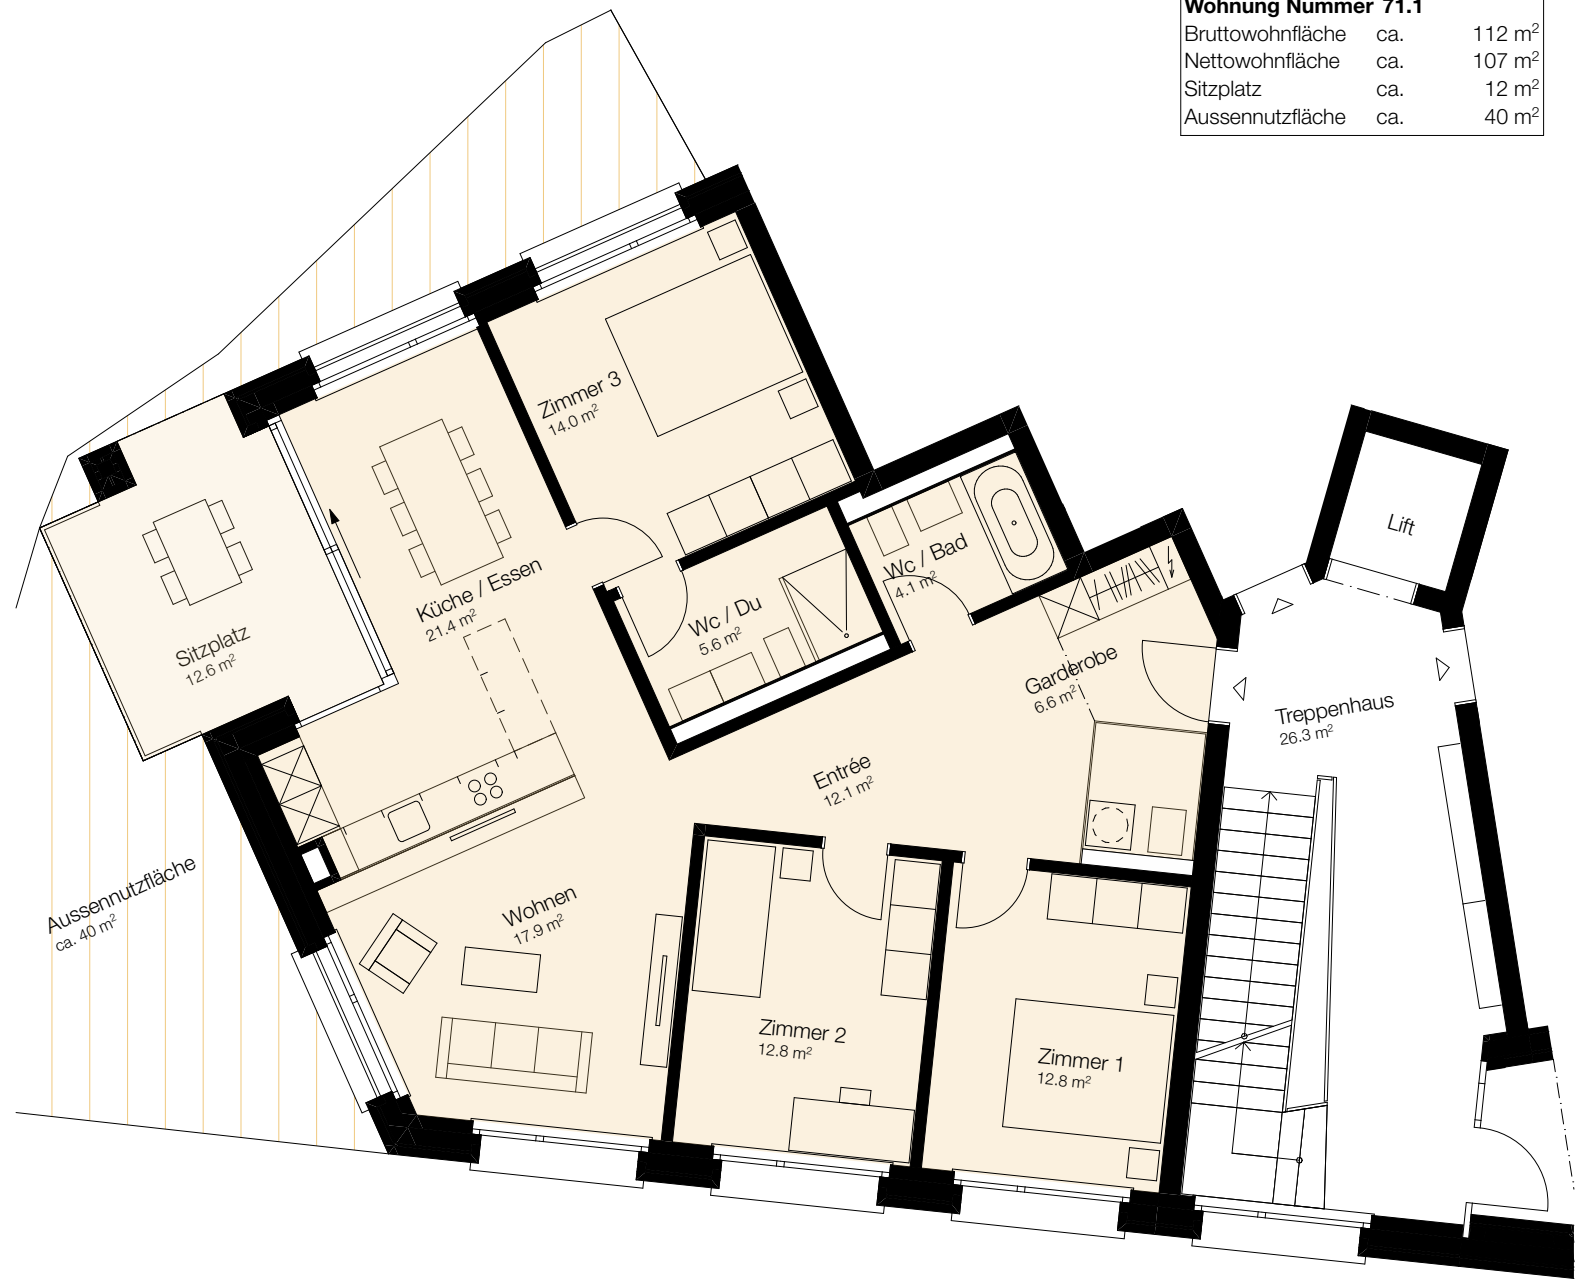 Wohnung Nummer 71.1
Bruttowohnfläche ca. 112 m²
Nettowohnfläche ca. 107 m²
Sitzplatz ca. 12 m²
Aussennutzfläche ca. 40 m²
Zimmer 3
14.0 m²
Lift
Wc / Bad
4.1 m²
Küche / Essen
21.4 m²
Wc / Du
5.6 m²
Sitzplatz
12.6 m²
Garderobe
6.6 m²
Treppenhaus
26.3 m²
Entrée
12.1 m²
Aussennutzfläche
ca. 40 m²
Wohnen
17.9 m²
Zimmer 2
12.8 m²
Zimmer 1
12.8 m²